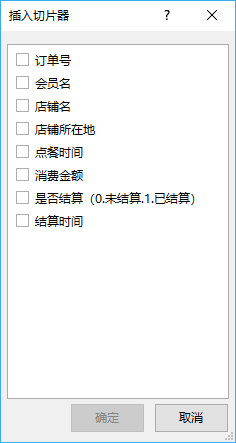 插入切片器
订单号
会员名
店铺名
店铺所在地
点餐时间
消费金额
是否结算（0.未结算.1.已结算）
结算时间
确定 取消